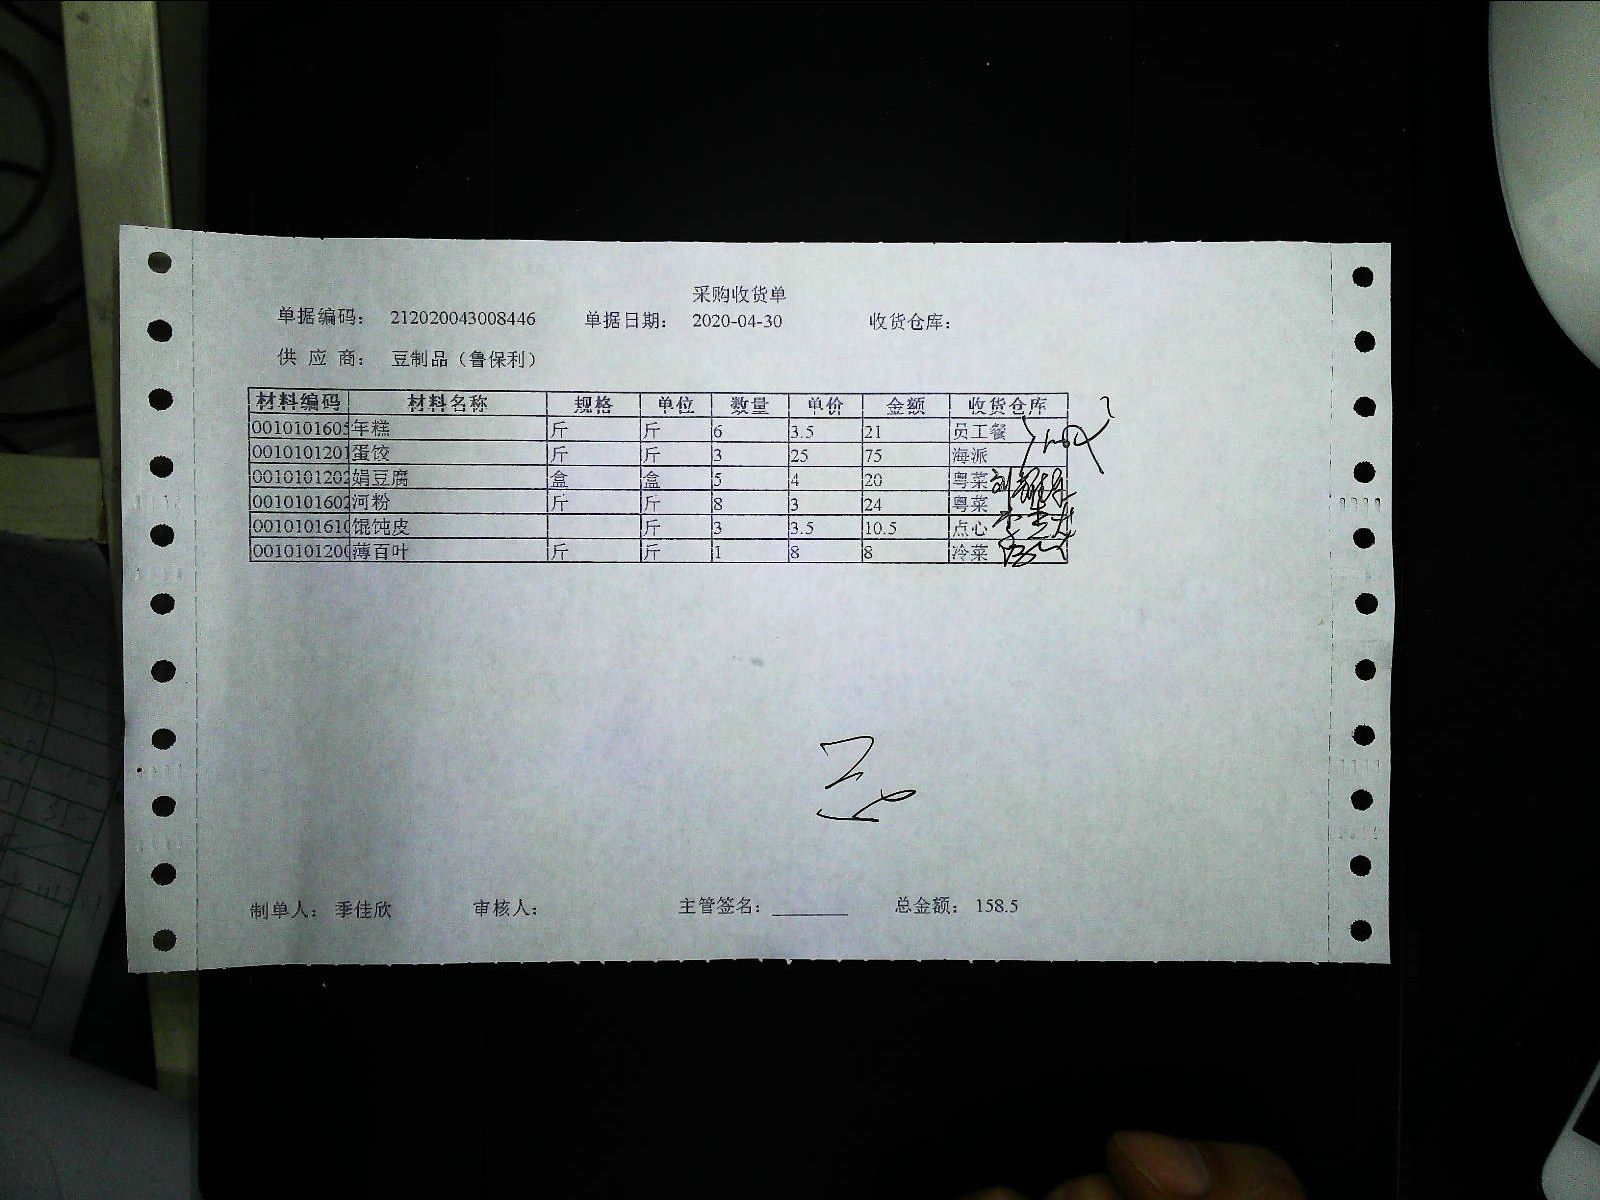 采购收货单
单据编码： 212020043008446 单据日期： 2020-04-30 收货仓库：
供 应 商： 豆制品（鲁保利）
材料编码 材料名称 规格 单位 数量 单价 金额 收货仓库
0010101605 年糕 斤 斤 6 3.5 21 员工餐
0010101201 蛋饺 斤 斤 3 25 75 海派
0010101202 娟豆腐 盒 盒 5 4 20 粤菜
0010101602 河粉 斤 斤 8 3 24 粤菜
0010101610 馄饨皮 斤 3 3.5 10.5 点心
0010101200 薄百叶 斤 斤 1 8 8 冷菜
制单人： 季佳欣 审核人： 主管签名： 总金额： 158.5